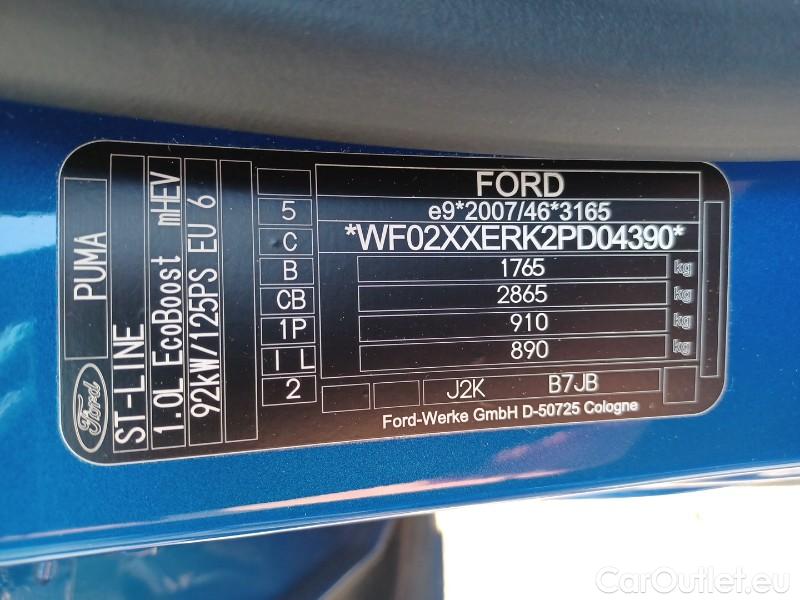 PUMA
Ford
ST-LINE
1.0L EcoBoost mHEV
92kW/125PS EU 6
5
C
B
CB
1P
I L
2
FORD
e9*2007/46*3165
*WF02XXERK2PD04390*
1765 kg
2865 kg
910 kg
890 kg
J2K B7JB
Ford-Werke GmbH D-50725 Cologne
CarOutlet.eu